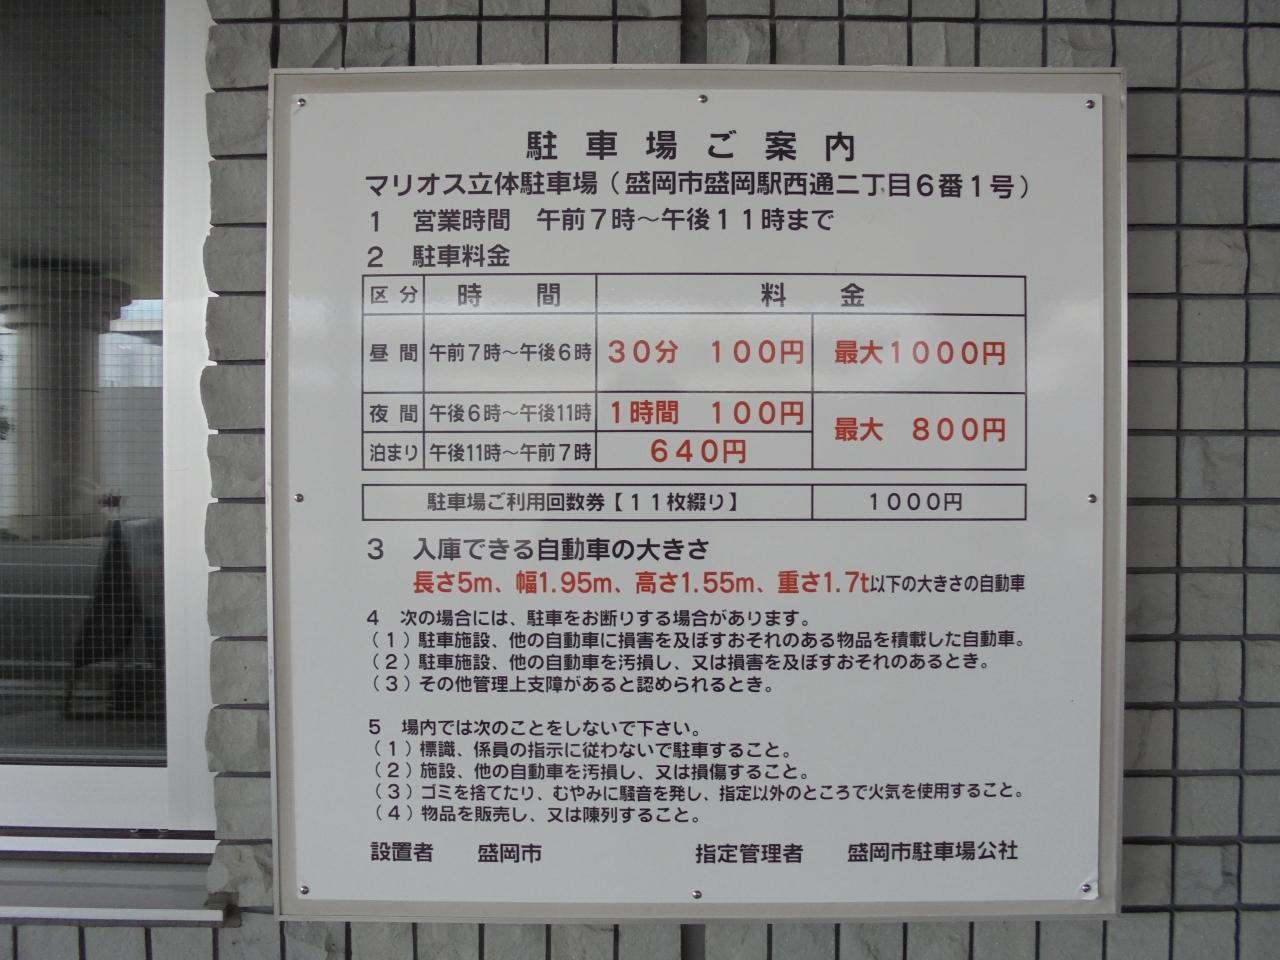 駐車場ご案内
マリオス立体駐車場（盛岡市盛岡駅西通二丁目６番１号）
１　営業時間　午前７時～午後１１時まで
２　駐車料金
区分　時間　料金
昼間　午前７時～午後６時　３０分　１００円　最大１０００円
夜間　午後６時～午後11時　１時間　１００円　最大　８００円
泊まり　午後11時～午前７時　６４０円
駐車場ご利用回数券【１１枚綴り】　１０００円
３　入庫できる自動車の大きさ
長さ5m、幅1.95m、高さ1.55m、重さ1.7t以下の大きさの自動車
４　次の場合には、駐車をお断りする場合があります。
（１）駐車施設、他の自動車に損害を及ぼすおそれのある物品を積載した自動車。
（２）駐車施設、他の自動車を汚損し、又は損害を及ぼすおそれのあるとき。
（３）その他管理上支障があると認められるとき。
５　場内では次のことをしないで下さい。
（１）標識、係員の指示に従わないで駐車すること。
（２）施設、他の自動車を汚損し、又は損傷すること。
（３）ゴミを捨てたり、むやみに騒音を発し、指定以外のところで火気を使用すること。
（４）物品を販売し、又は陳列すること。
設置者　盛岡市　指定管理者　盛岡市駐車場公社